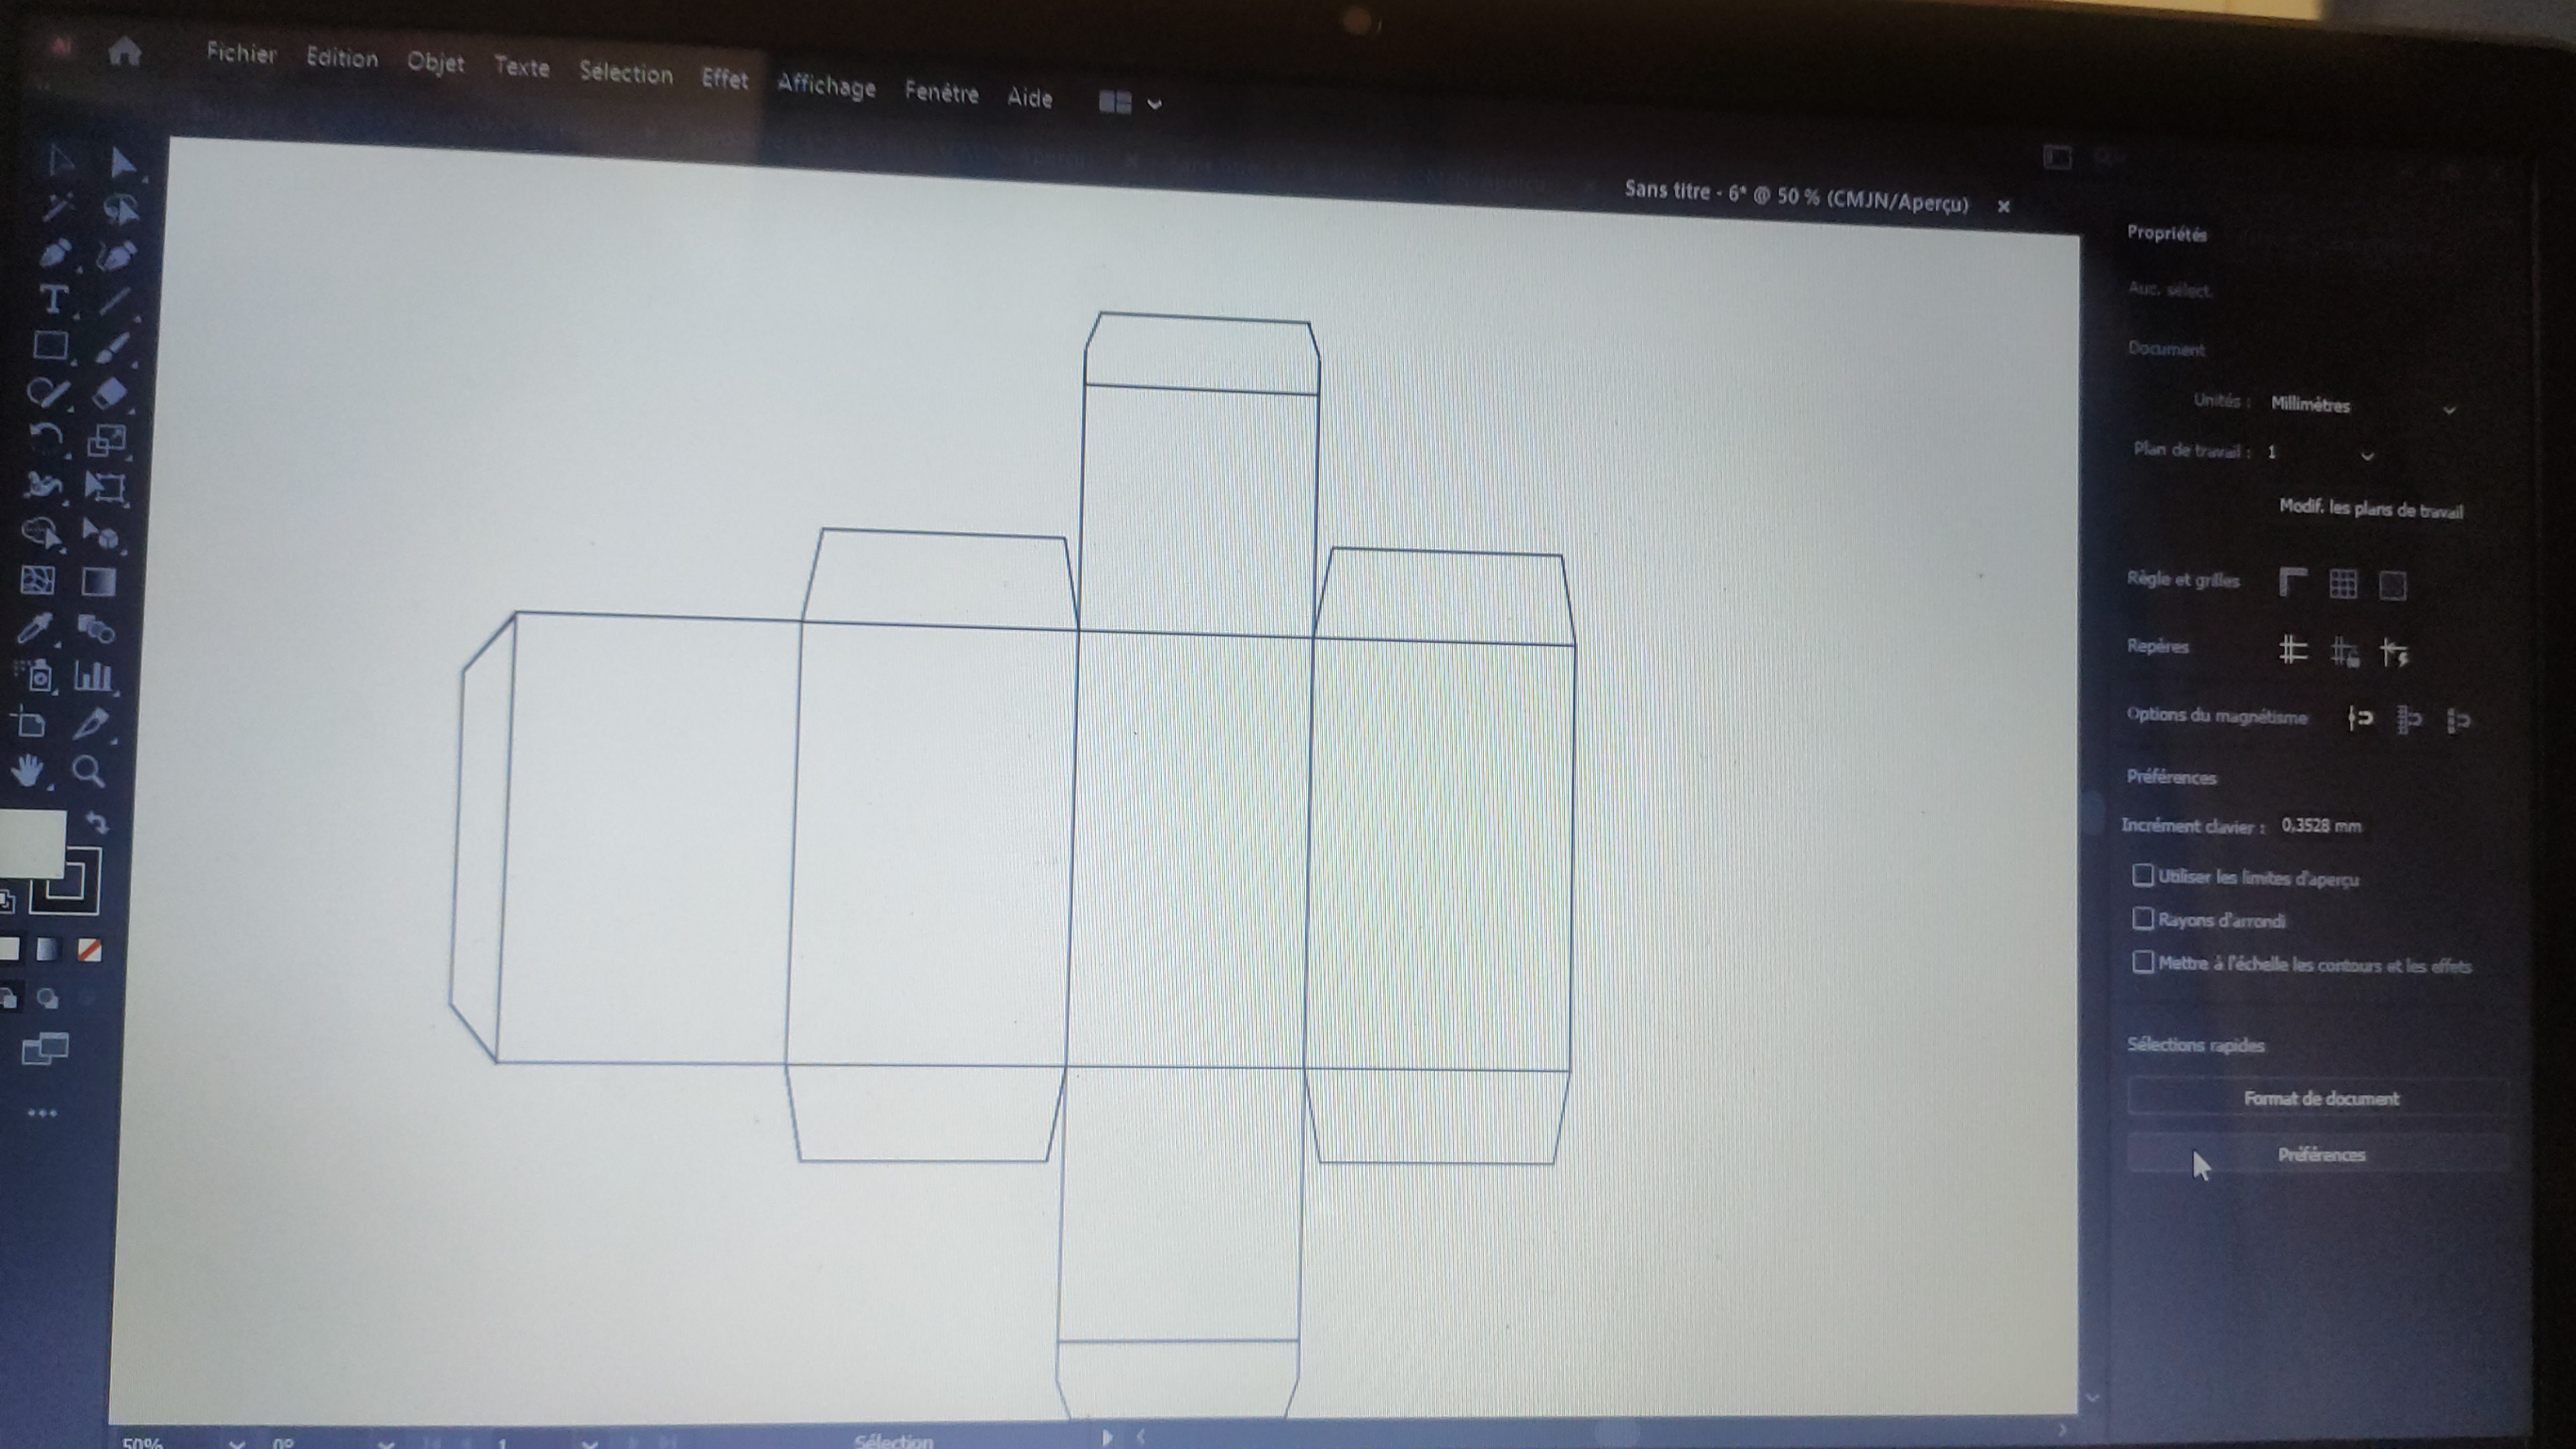 Ai
Fichier Edition Objet Texte Sélection Effet Affichage Fenêtre Aide
Sans titre - 6* @ 50 % (CMJN/Aperçu) ×
Propriétés
Auc. sélect.
Document
Unités : Millimètres
Plan de travail : 1
Modif. les plans de travail
Règle et grilles
Repères
Options du magnétisme
Préférences
Incrément clavier : 0,3528 mm
Utiliser les limites d'aperçu
Rayons d'arrondi
Mettre à l'échelle les contours et les effets
Sélections rapides
Format de document
Préférences
50% 0° 1 Sélection